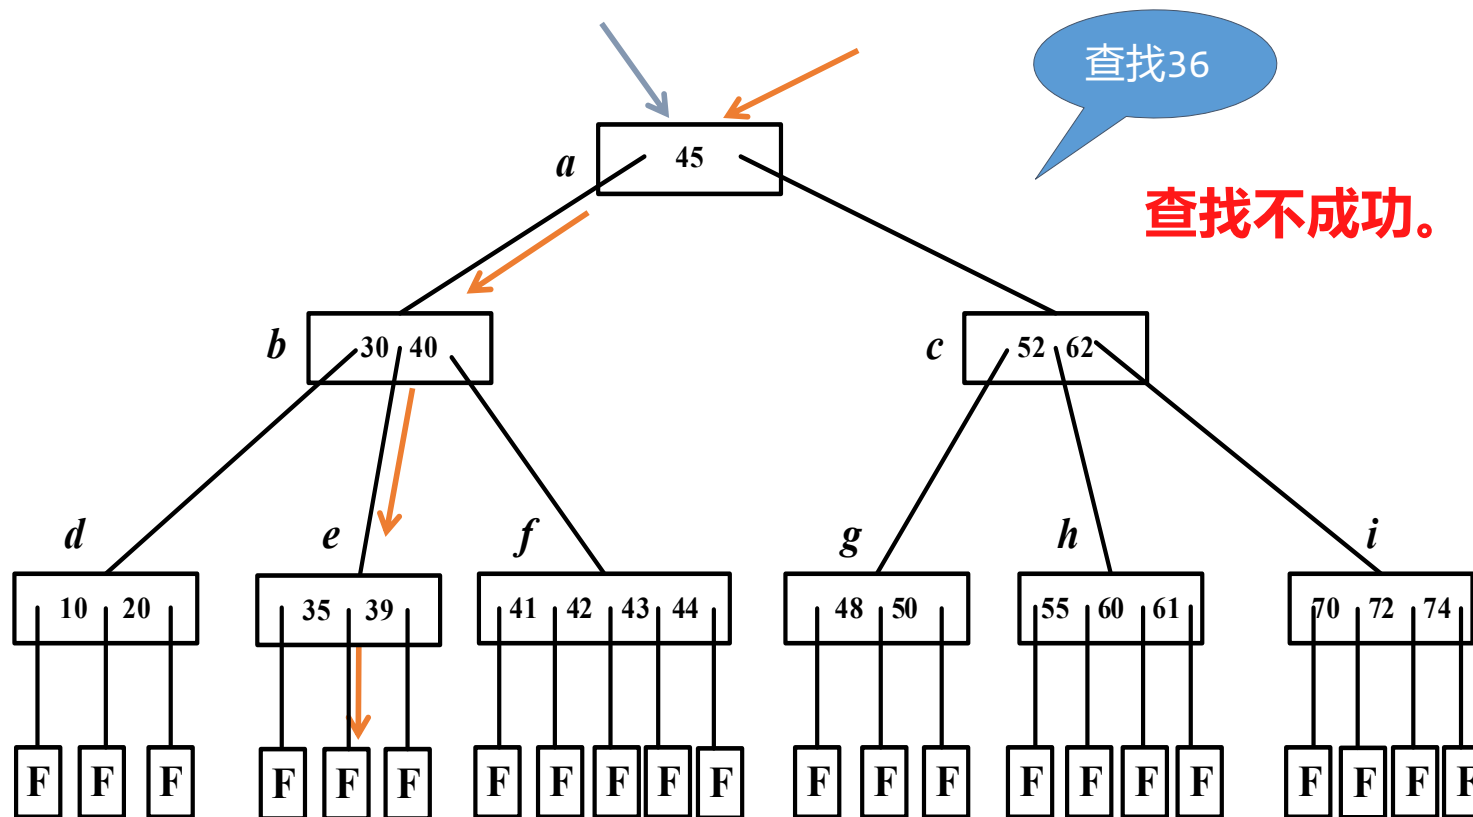 查找36
a 45
查找不成功。
b 30 40
c 52 62
d e f g h i
10 20 35 39 41 42 43 44 48 50 55 60 61 70 72 74
F F F F F F F F F F F F F F F F F F F F F F